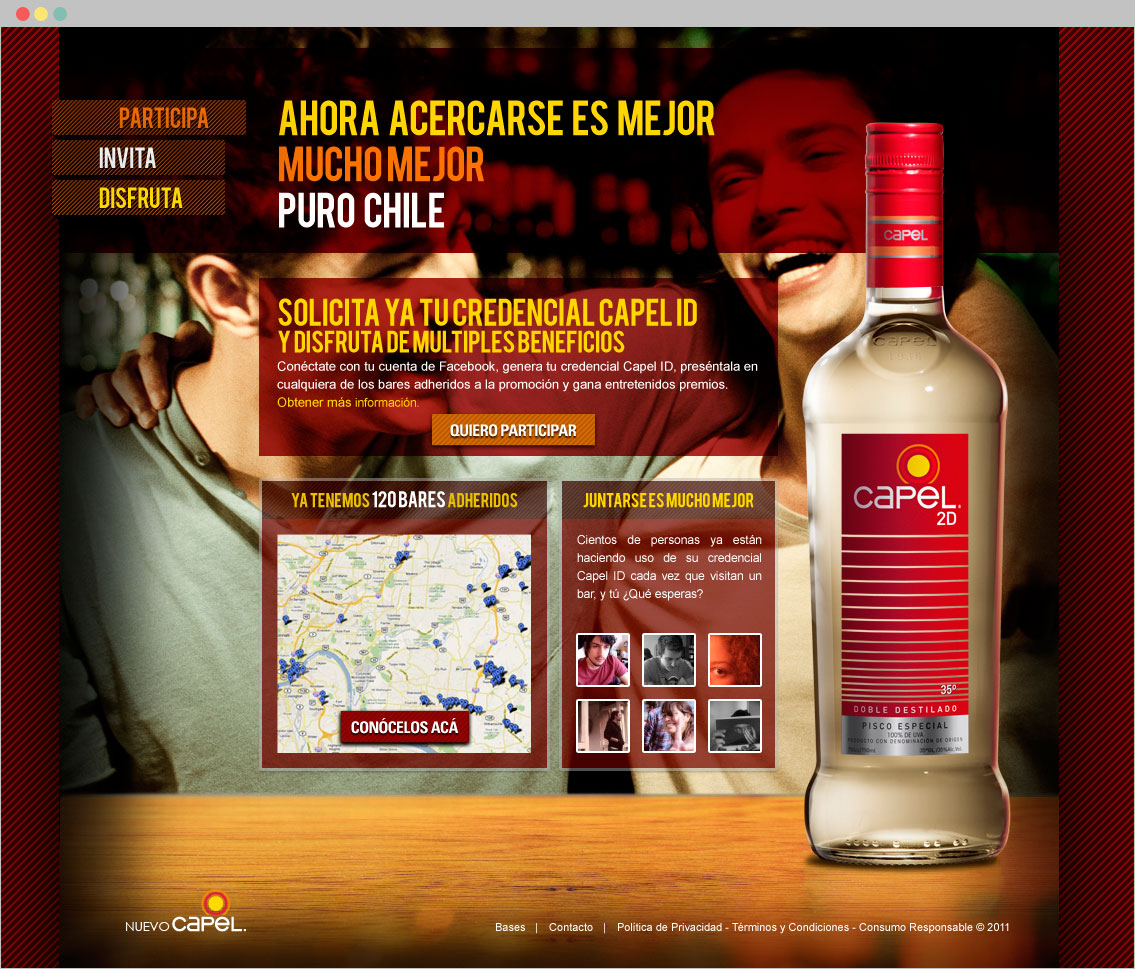 PARTICIPA
INVITA
DISFRUTA
AHORA ACERCARSE ES MEJOR
MUCHO MEJOR
PURO CHILE
CAPEL
SOLICITA YA TU CREDENCIAL CAPEL ID
Y DISFRUTA DE MULTIPLES BENEFICIOS
Conéctate con tu cuenta de Facebook, genera tu credencial Capel ID, preséntala en
cualquiera de los bares adheridos a la promoción y gana entretenidos premios.
Obtener más información.
QUIERO PARTICIPAR
CAPEL
YA TENEMOS 120 BARES ADHERIDOS
CONÓCELOS ACÁ
JUNTARSE ES MUCHO MEJOR
Cientos de personas ya están
haciendo uso de su credencial
Capel ID cada vez que visitan un
bar, y tú ¿Qué esperas?
CAPEL.
2D
35º
DOBLE DESTILADO
PISCO ESPECIAL
100% DE UVA
PRODUCTO CON DENOMINACIÓN DE ORIGEN
NUEVO CAPEL.
Bases | Contacto | Política de Privacidad - Términos y Condiciones - Consumo Responsable © 2011